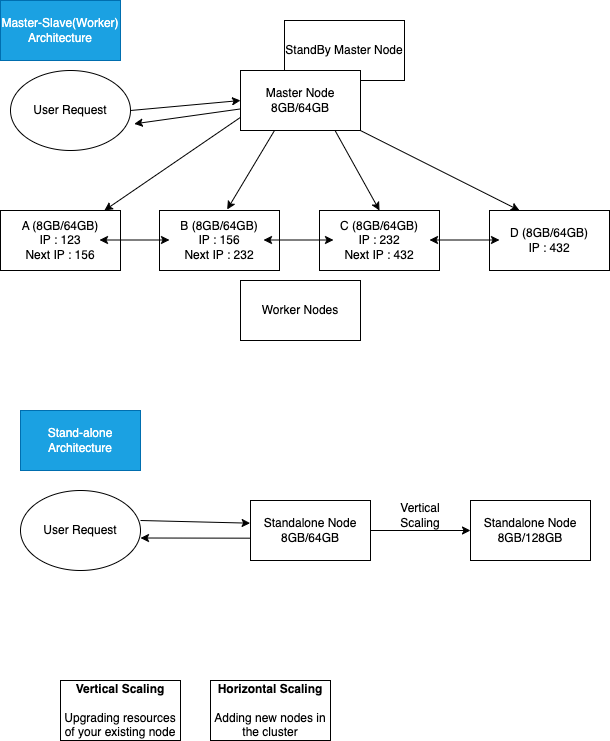 Master-Slave(Worker)
Architecture
StandBy Master Node
User Request
Master Node
8GB/64GB
A (8GB/64GB)
IP : 123
Next IP : 156
B (8GB/64GB)
IP : 156
Next IP : 232
C (8GB/64GB)
IP : 232
Next IP : 432
D (8GB/64GB)
IP : 432
Worker Nodes
Stand-alone
Architecture
User Request
Standalone Node
8GB/64GB
Vertical
Scaling
Standalone Node
8GB/128GB
Vertical Scaling
Upgrading resources
of your existing node
Horizontal Scaling
Adding new nodes in
the cluster